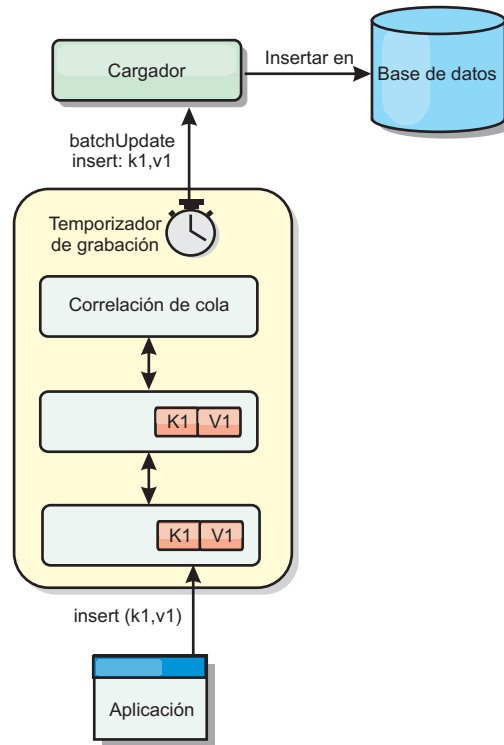 Cargador
Insertar en
Base de datos
batchUpdate
insert: k1,v1
Temporizador
de grabación
Correlación de cola
K1 V1
K1 V1
insert (k1,v1)
Aplicación